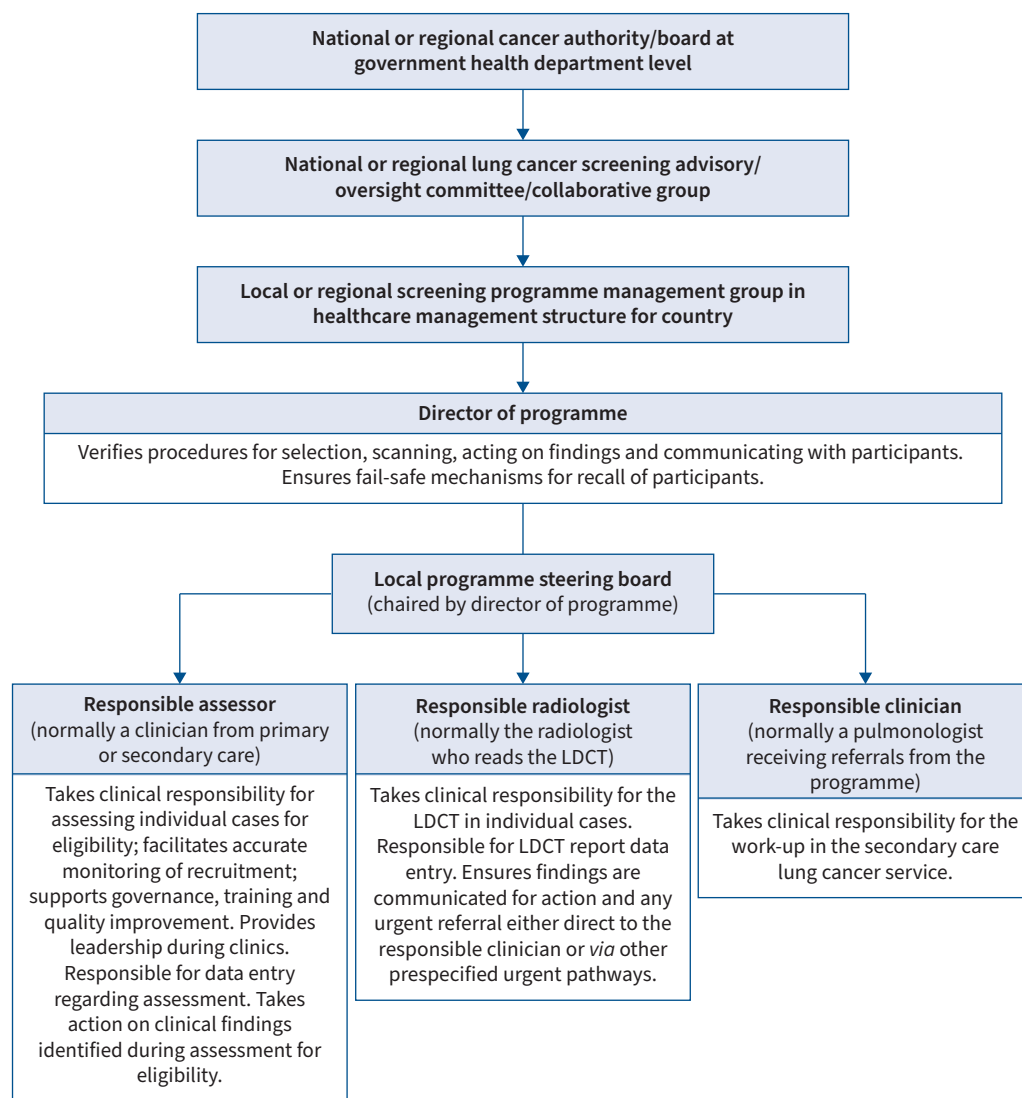 National or regional cancer authority/board at
government health department level
National or regional lung cancer screening advisory/
oversight committee/collaborative group
Local or regional screening programme management group in
healthcare management structure for country
Director of programme
Verifies procedures for selection, scanning, acting on findings and communicating with participants.
Ensures fail-safe mechanisms for recall of participants.
Local programme steering board
(chaired by director of programme)
Responsible assessor
(normally a clinician from primary
or secondary care)
Takes clinical responsibility for
assessing individual cases for
eligibility; facilitates accurate
monitoring of recruitment;
supports governance, training and
quality improvement. Provides
leadership during clinics.
Responsible for data entry
regarding assessment. Takes
action on clinical findings
identified during assessment for
eligibility.
Responsible radiologist
(normally the radiologist
who reads the LDCT)
Takes clinical responsibility for the
LDCT in individual cases.
Responsible for LDCT report data
entry. Ensures findings are
communicated for action and any
urgent referral either direct to the
responsible clinician or via other
prespecified urgent pathways.
Responsible clinician
(normally a pulmonologist
receiving referrals from the
programme)
Takes clinical responsibility for the
work-up in the secondary care
lung cancer service.